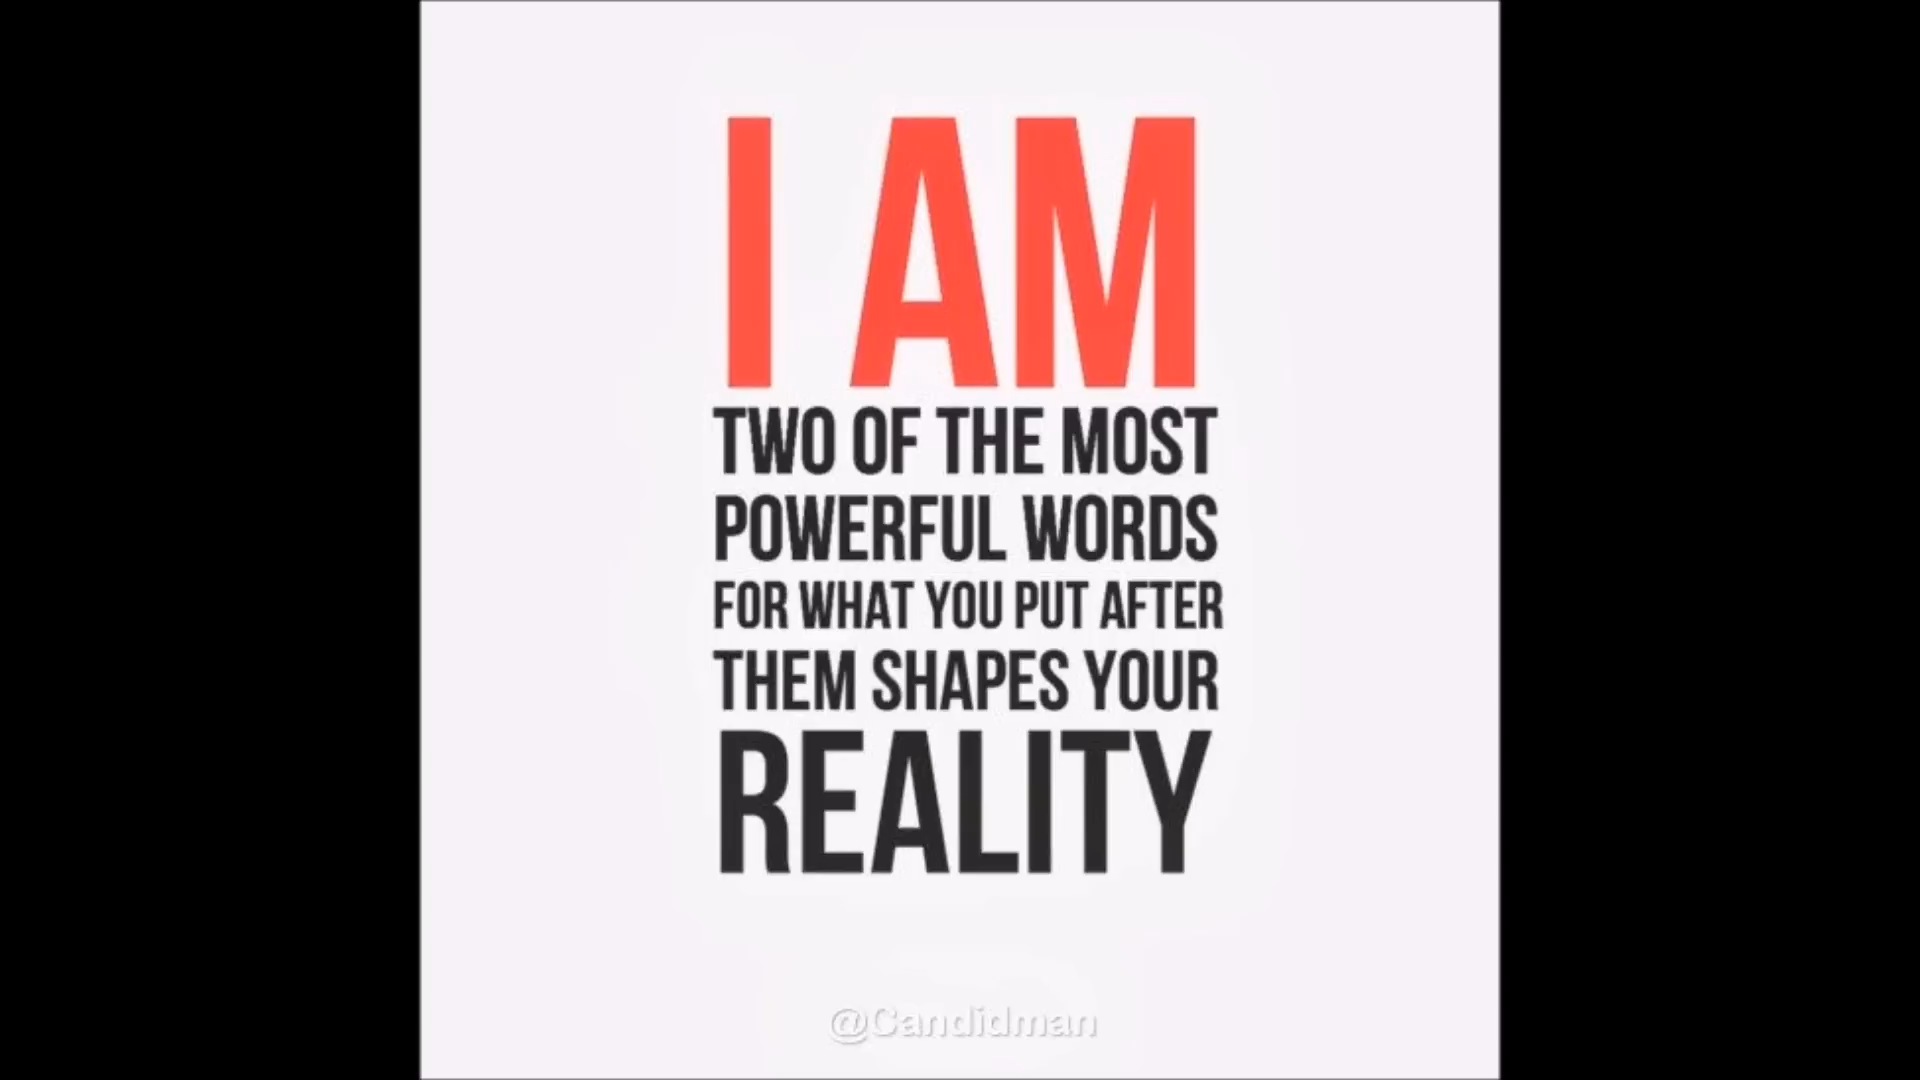 I AM
TWO OF THE MOST
POWERFUL WORDS
FOR WHAT YOU PUT AFTER
THEM SHAPES YOUR
REALITY
@Candidman